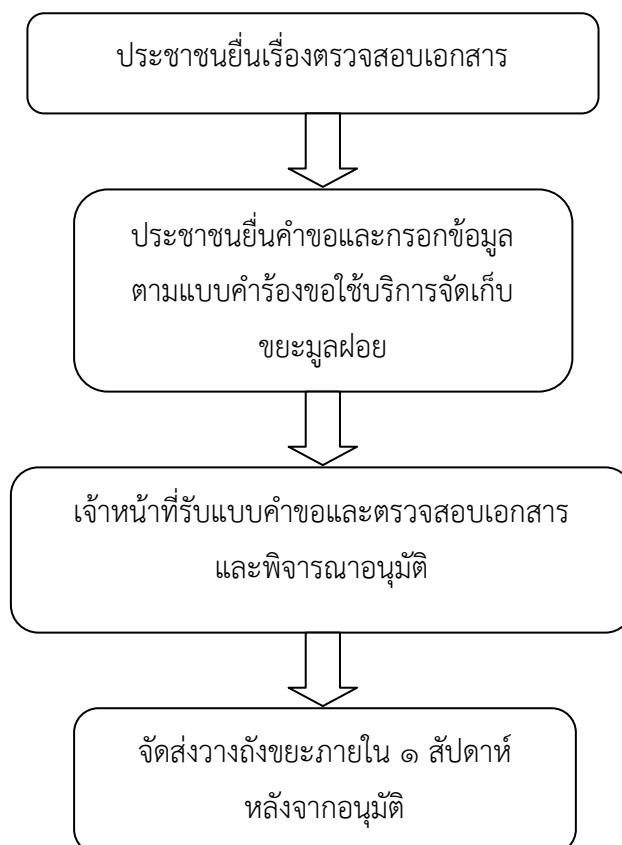 ประชาชนยื่นเรื่องตรวจสอบเอกสาร
ประชาชนยื่นคำขอและกรอกข้อมูล
ตามแบบคำร้องขอใช้บริการจัดเก็บ
ขยะมูลฝอย
เจ้าหน้าที่รับแบบคำขอและตรวจสอบเอกสาร
และพิจารณาอนุมัติ
จัดส่งวางถังขยะภายใน ๑ สัปดาห์
หลังจากอนุมัติ